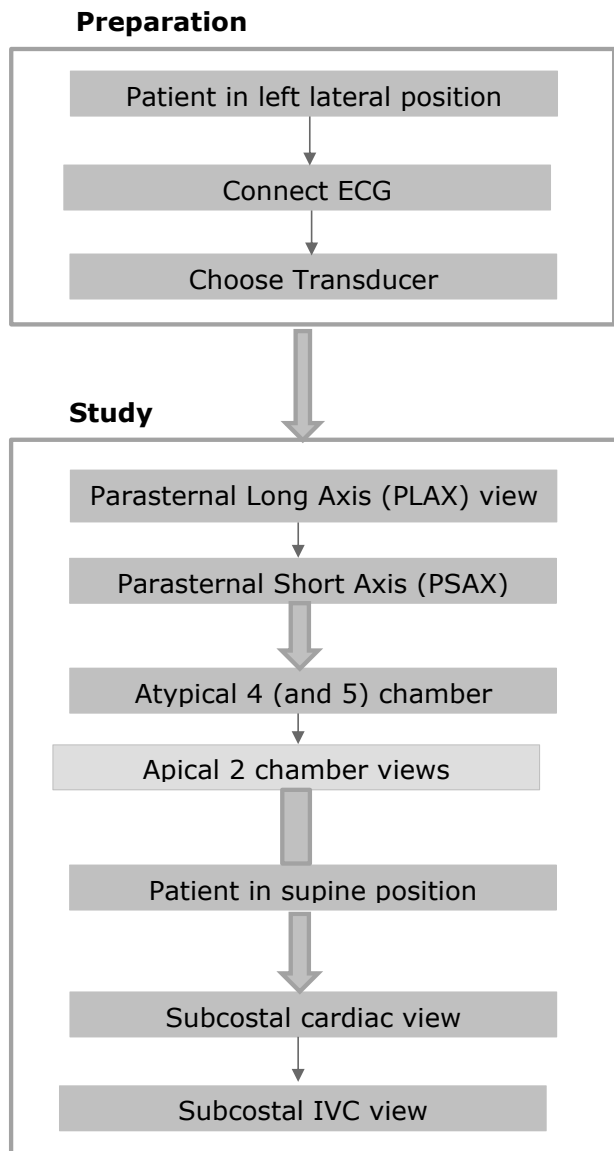 Preparation
Patient in left lateral position
Connect ECG
Choose Transducer
Study
Parasternal Long Axis (PLAX) view
Parasternal Short Axis (PSAX)
Atypical 4 (and 5) chamber
Apical 2 chamber views
Patient in supine position
Subcostal cardiac view
Subcostal IVC view